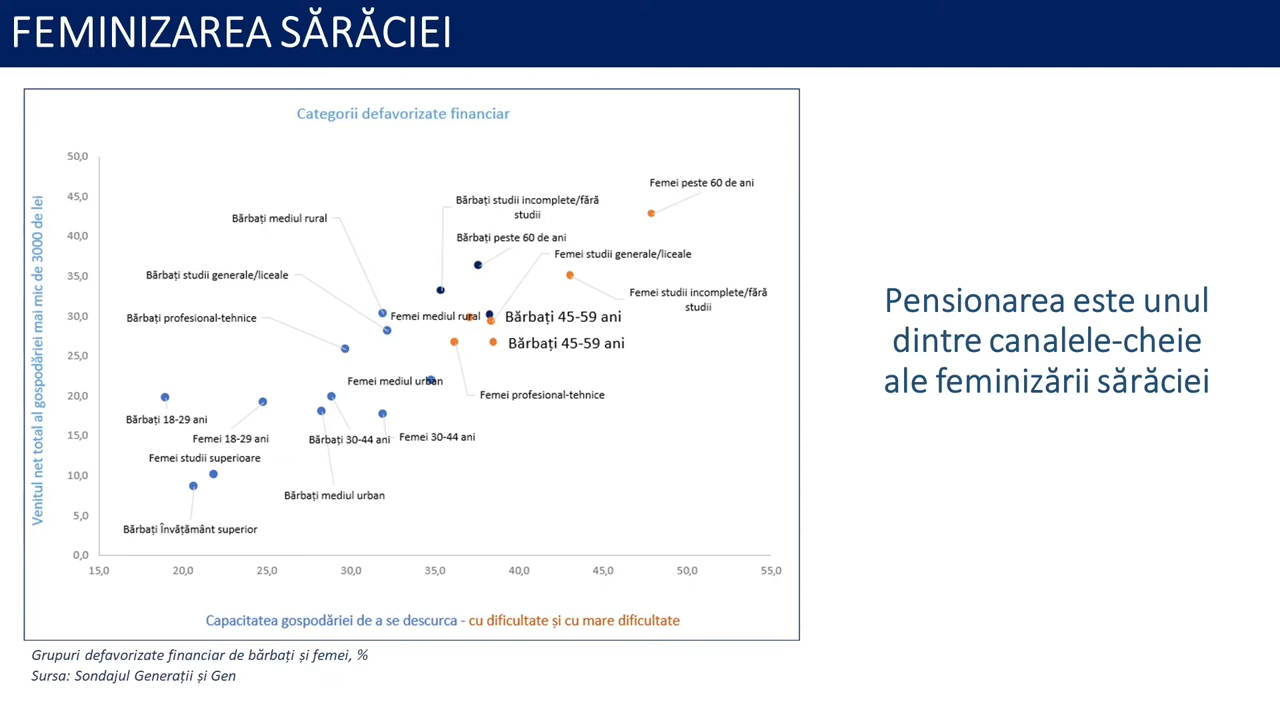 FEMINIZAREA SĂRĂCIEI
Categorii defavorizate financiar
Venitul net total al gospodăriei mai mic de 3000 de lei
50,0
45,0
40,0
35,0
30,0
25,0
20,0
15,0
10,0
5,0
0,0
15,0 20,0 25,0 30,0 35,0 40,0 45,0 50,0 55,0
Femei peste 60 de ani
Bărbați studii incomplete/fără
studii
Bărbați mediul rural
Bărbați peste 60 de ani
Femei studii generale/liceale
Bărbați studii generale/liceale
Femei studii incomplete/fără
studii
Bărbați profesional-tehnice
Femei mediul rural
Bărbați 45-59 ani
Bărbați 45-59 ani
Femei mediul urban
Femei profesional-tehnice
Bărbați 18-29 ani
Femei 18-29 ani
Bărbați 30-44 ani
Femei 30-44 ani
Femei studii superioare
Bărbați mediul urban
Bărbați Învățământ superior
Capacitatea gospodăriei de a se descurca - cu dificultate și cu mare dificultate
Grupuri defavorizate financiar de bărbați și femei, %
Sursa: Sondajul Generații și Gen
Pensionarea este unul
dintre canalele-cheie
ale feminizării sărăciei